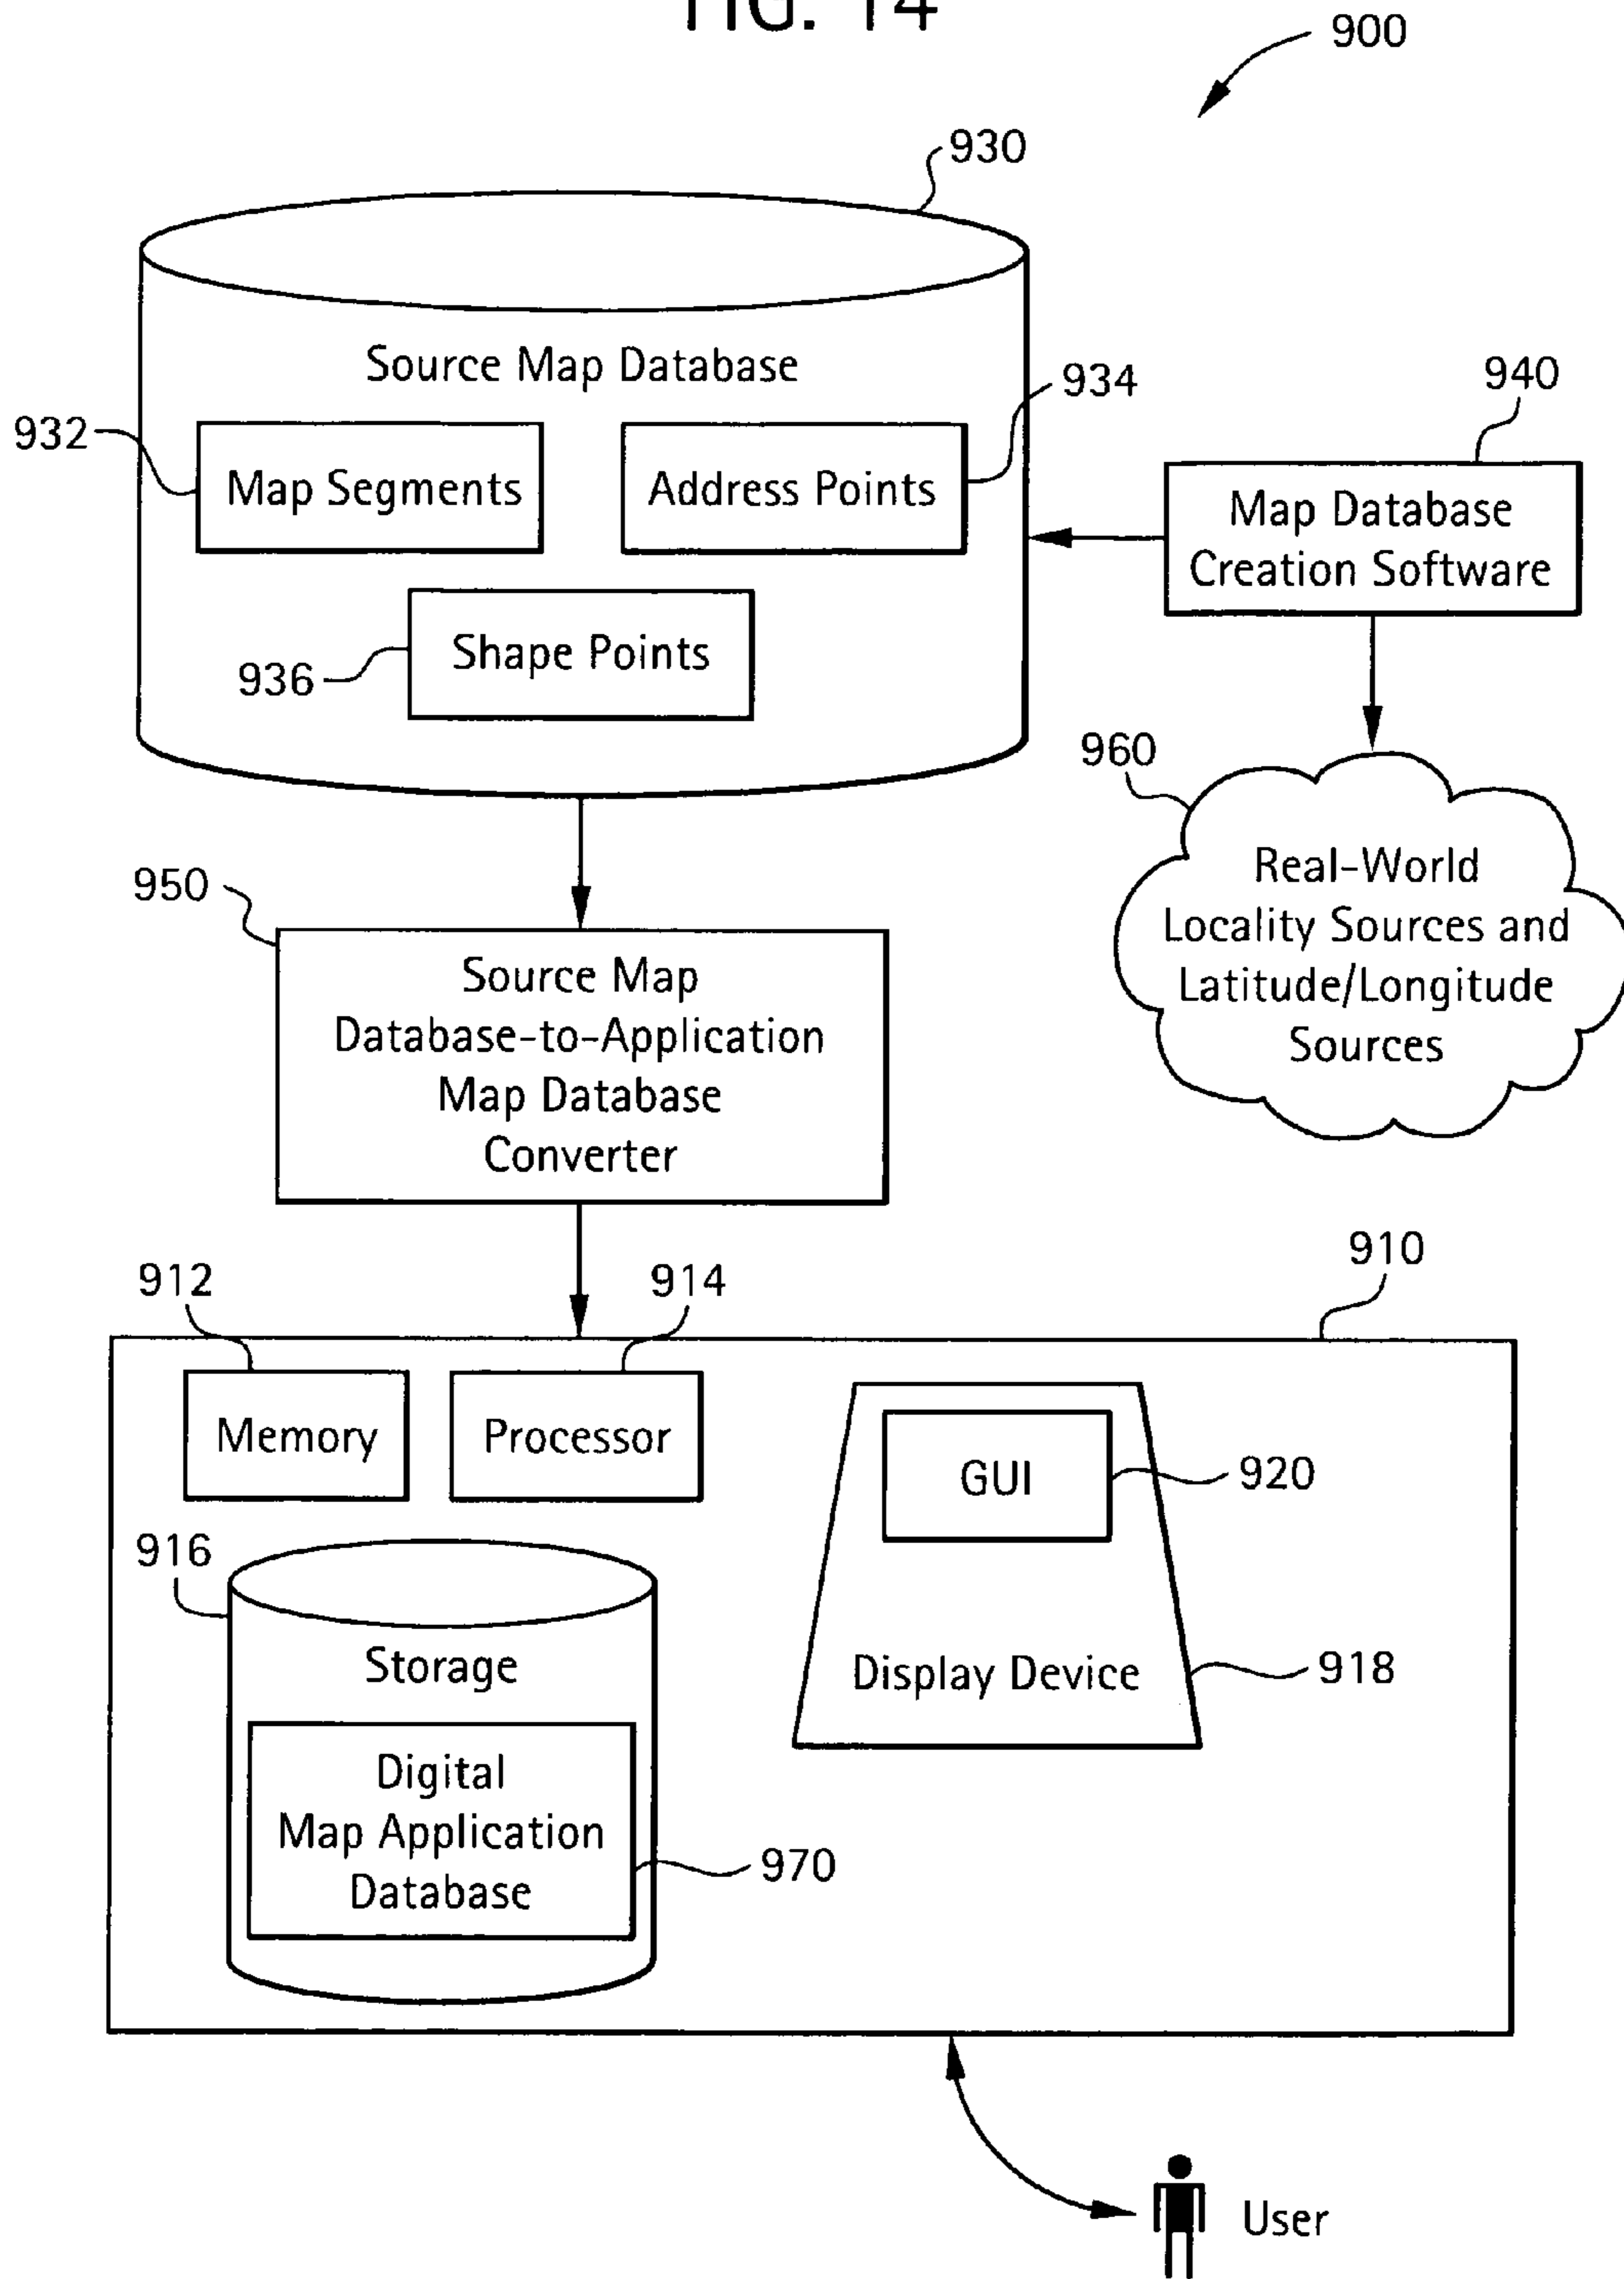 FIG. 14
900
930
Source Map Database
934
940
932
Map Segments
Address Points
Map Database
Creation Software
936
Shape Points
960
950
Real-World
Locality Sources and
Latitude/Longitude
Sources
Source Map
Database-to-Application
Map Database
Converter
910
912
914
Memory
Processor
GUI
920
916
Storage
Display Device
918
Digital
Map Application
Database
970
User